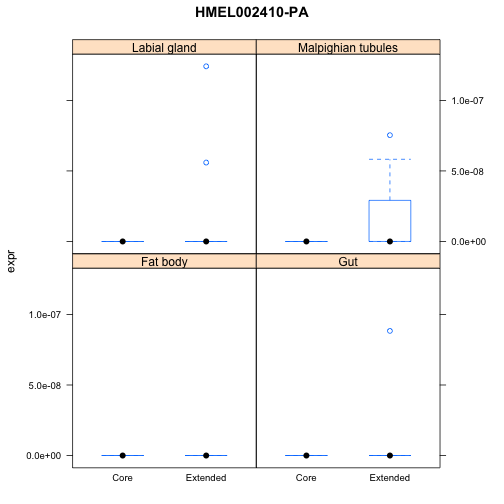 HMEL002410-PA
Labial gland
Malpighian tubules
1.0e-07
5.0e-08
0.0e+00
expr
Fat body
Gut
1.0e-07
5.0e-08
0.0e+00
Core
Extended
Core
Extended